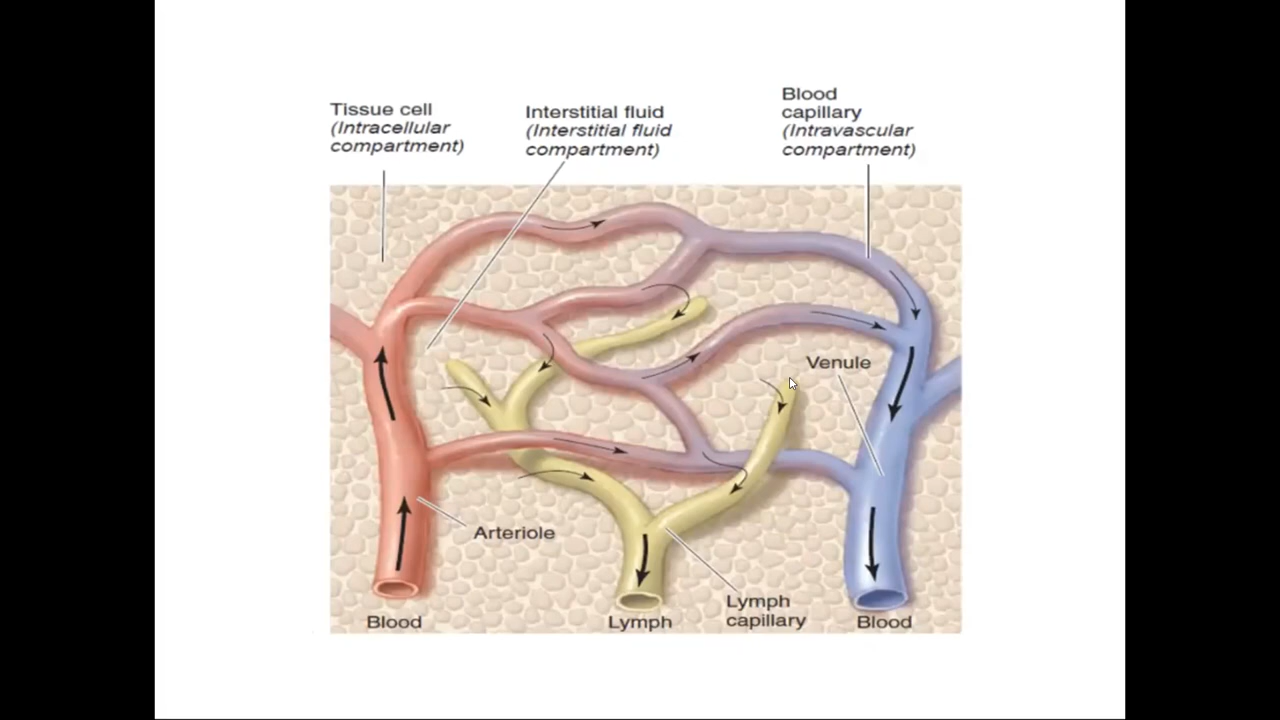 Tissue cell
(Intracellular
compartment)
Interstitial fluid
(Interstitial fluid
compartment)
Blood
capillary
(Intravascular
compartment)
Venule
Arteriole
Lymph
capillary
Blood
Lymph
Blood